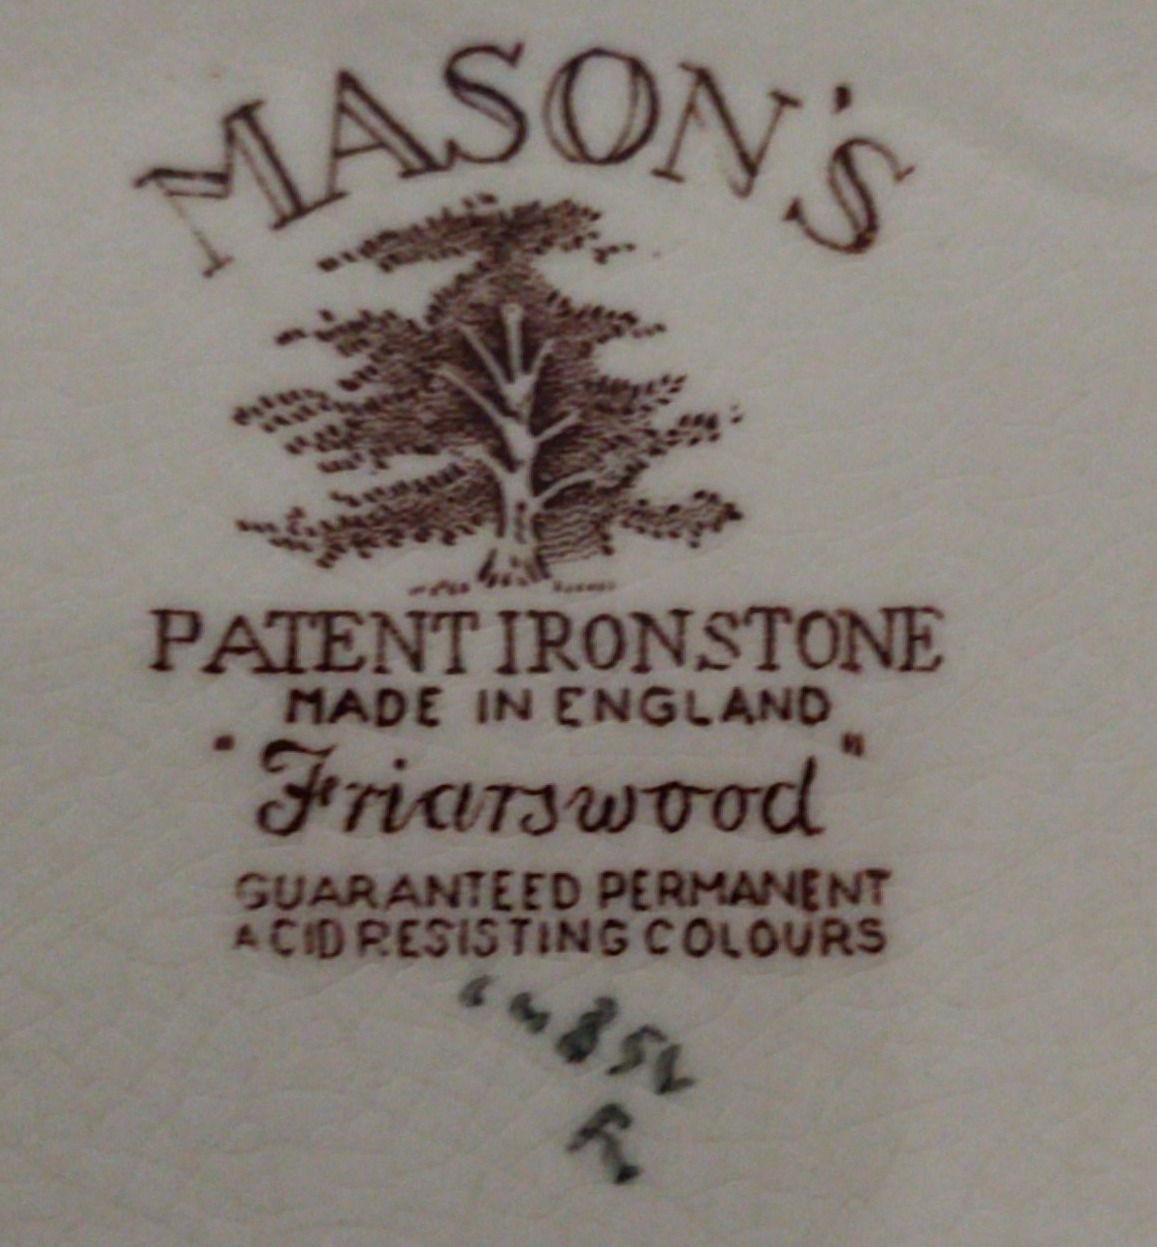 MASON'S
PATENT IRONSTONE
MADE IN ENGLAND
"Friarswood"
GUARANTEED PERMANENT
ACID RESISTING COLOURS